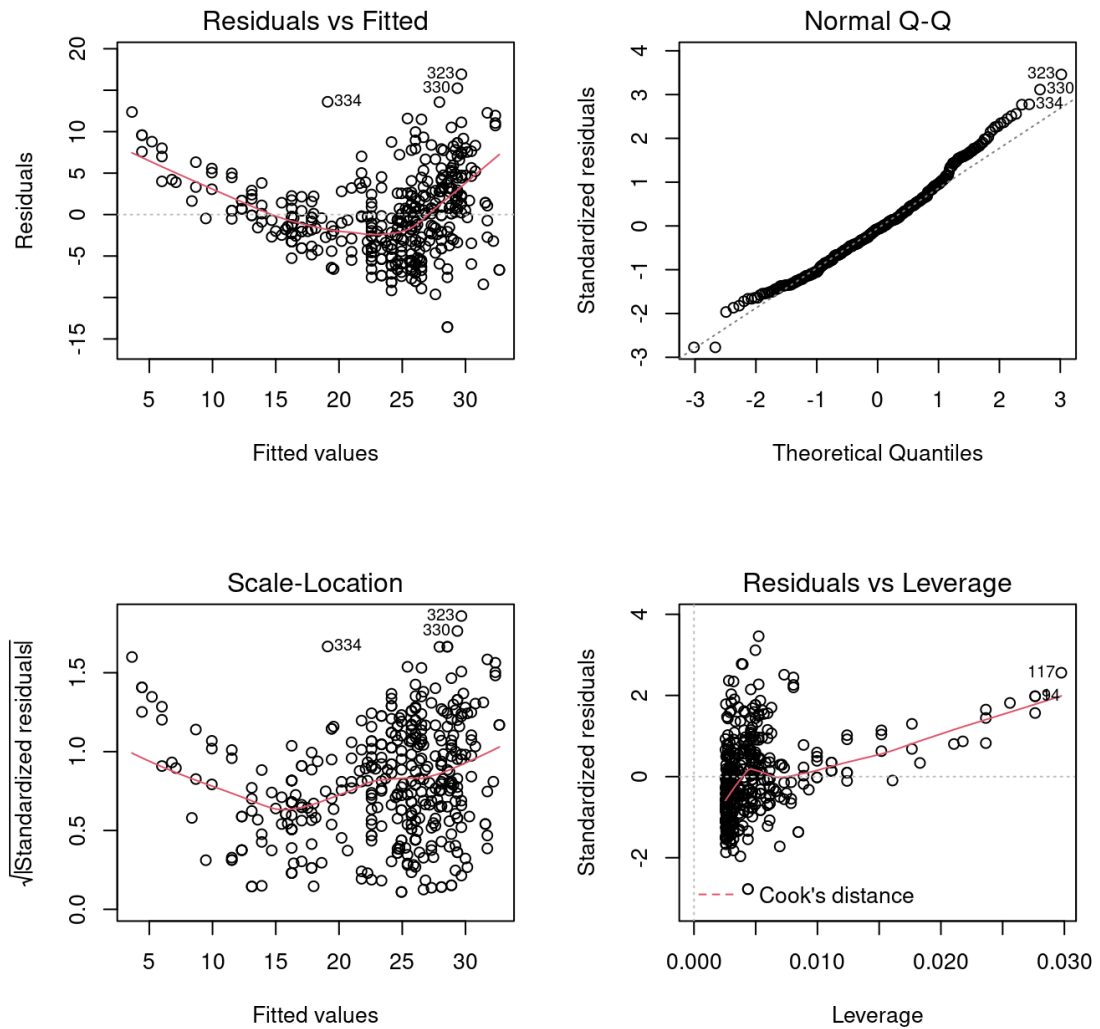 Residuals vs Fitted
Residuals
20
10
5
0
-5
-15
323
330
334
5 10 15 20 25 30
Fitted values
Normal Q-Q
Standardized residuals
4
3
2
1
0
-1
-2
-3
323
330
334
-3 -2 -1 0 1 2 3
Theoretical Quantiles
Scale-Location
√|Standardized residuals|
1.5
1.0
0.5
0.0
323
330
334
5 10 15 20 25 30
Fitted values
Residuals vs Leverage
Standardized residuals
4
2
0
-2
117
94
Cook's distance
0.000 0.010 0.020 0.030
Leverage